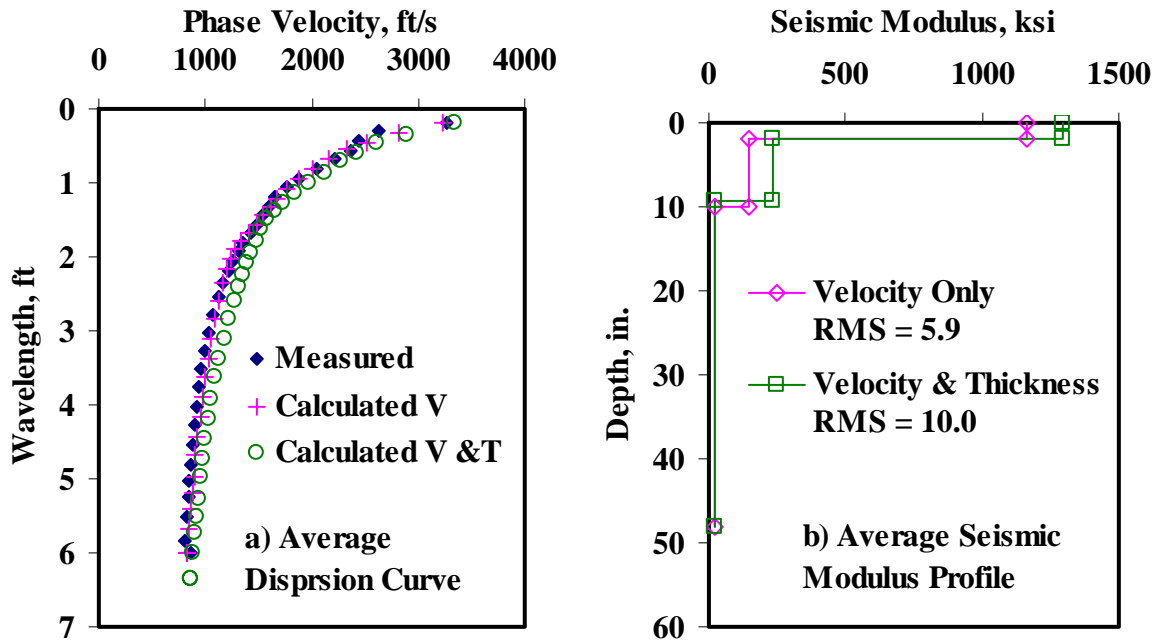 Phase Velocity, ft/s
0 1000 2000 3000 4000
0
1
2
3
4
5
6
7
Wavelength, ft
Measured
Calculated V
Calculated V &T
a) Average
Disprsion Curve
Seismic Modulus, ksi
0 500 1000 1500
0
10
20
30
40
50
60
Depth, in.
Velocity Only
RMS = 5.9
Velocity & Thickness
RMS = 10.0
b) Average Seismic
Modulus Profile